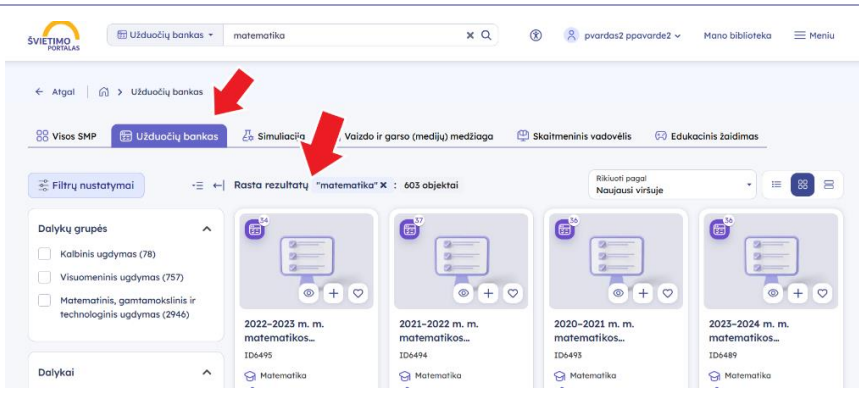 ŠVIETIMO
PORTALAS
Užduočių bankas
matematika
pvardas2 ppavarde2
Mano biblioteka
Meniu
Atgal
Užduočių bankas
Visos SMP
Užduočių bankas
Simuliacija
Vaizdo ir garso (medijų) medžiaga
Skaitmeninis vadovėlis
Edukacinis žaidimas
Filtrų nustatymai
Rasta rezultatų "matematika" × : 603 objektai
Rikiuoti pagal
Naujausi viršuje
Dalykų grupės
Kalbinis ugdymas (78)
Visuomeninis ugdymas (757)
Matematinis, gamtamokslinis ir
technologinis ugdymas (2946)
Dalykai
34
2022–2023 m. m.
matematikos...
ID6495
Matematika
37
2021–2022 m. m.
matematikos...
ID6494
Matematika
36
2020–2021 m. m.
matematikos...
ID6493
Matematika
36
2023–2024 m. m.
matematikos...
ID6489
Matematika